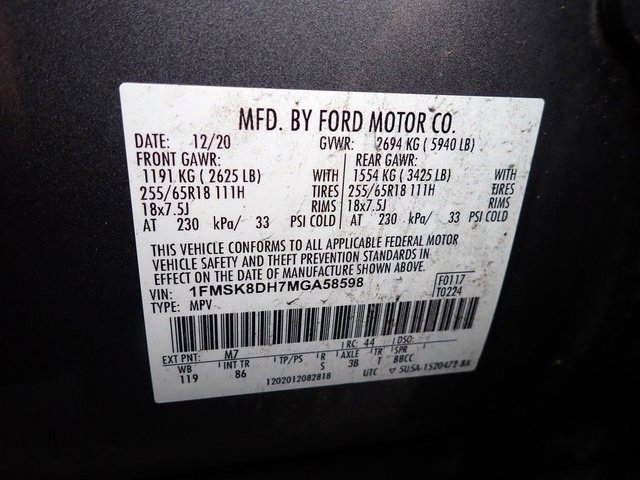 MFD. BY FORD MOTOR CO.
DATE: 12/20 GVWR: 2694 KG ( 5940 LB)
FRONT GAWR: REAR GAWR:
1191 KG ( 2625 LB) WITH 1554 KG ( 3425 LB) WITH
255/65R18 111H TIRES 255/65R18 111H TIRES
18x7.5J RIMS 18x7.5J RIMS
AT 230 kPa/ 33 PSI COLD AT 230 kPa/ 33 PSI COLD
THIS VEHICLE CONFORMS TO ALL APPLICABLE FEDERAL MOTOR
VEHICLE SAFETY AND THEFT PREVENTION STANDARDS IN
EFFECT ON THE DATE OF MANUFACTURE SHOWN ABOVE.
VIN: 1FMSK8DH7MGA58598 F0117
TYPE: MPV T0224
EXT PNT: M7 RC: 44 DSO:
WB INT TR TP/PS R AXLE TR SPR
119 86 S 3B T BBCC
1202012082818 UTC ▽ 5U5A-1520472-BA